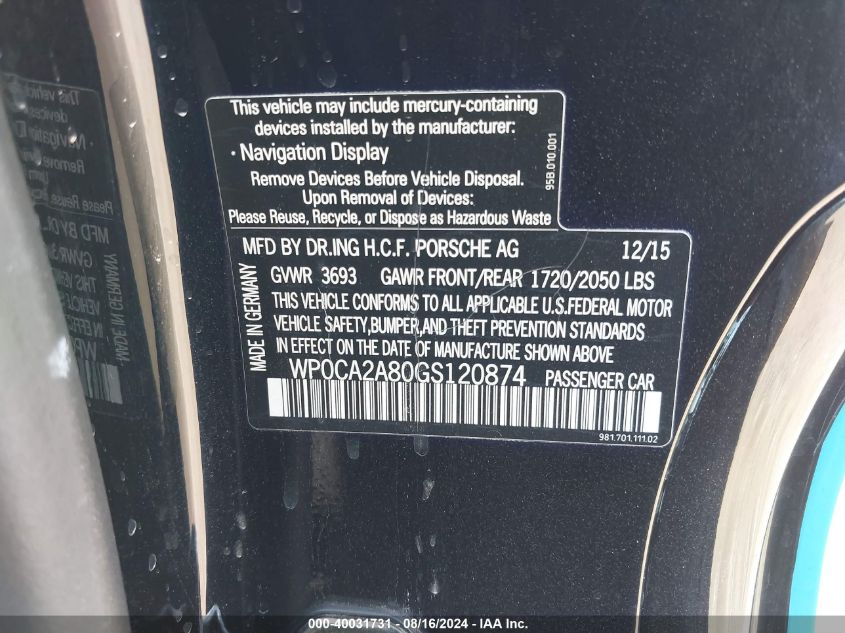 This vehicle may include mercury-containing
devices installed by the manufacturer:
· Navigation Display
Remove Devices Before Vehicle Disposal.
Upon Removal of Devices:
Please Reuse, Recycle, or Dispose as Hazardous Waste
95B.010.001
MFD BY DR.ING H.C.F. PORSCHE AG 12/15
GVWR 3693 GAWR FRONT/REAR 1720/2050 LBS
THIS VEHICLE CONFORMS TO ALL APPLICABLE U.S.FEDERAL MOTOR
VEHICLE SAFETY,BUMPER,AND THEFT PREVENTION STANDARDS
IN EFFECT ON THE DATE OF MANUFACTURE SHOWN ABOVE
WP0CA2A80GS120874 PASSENGER CAR
MADE IN GERMANY
981.701.111.02
000-40031731 - 08/16/2024 - IAA Inc.